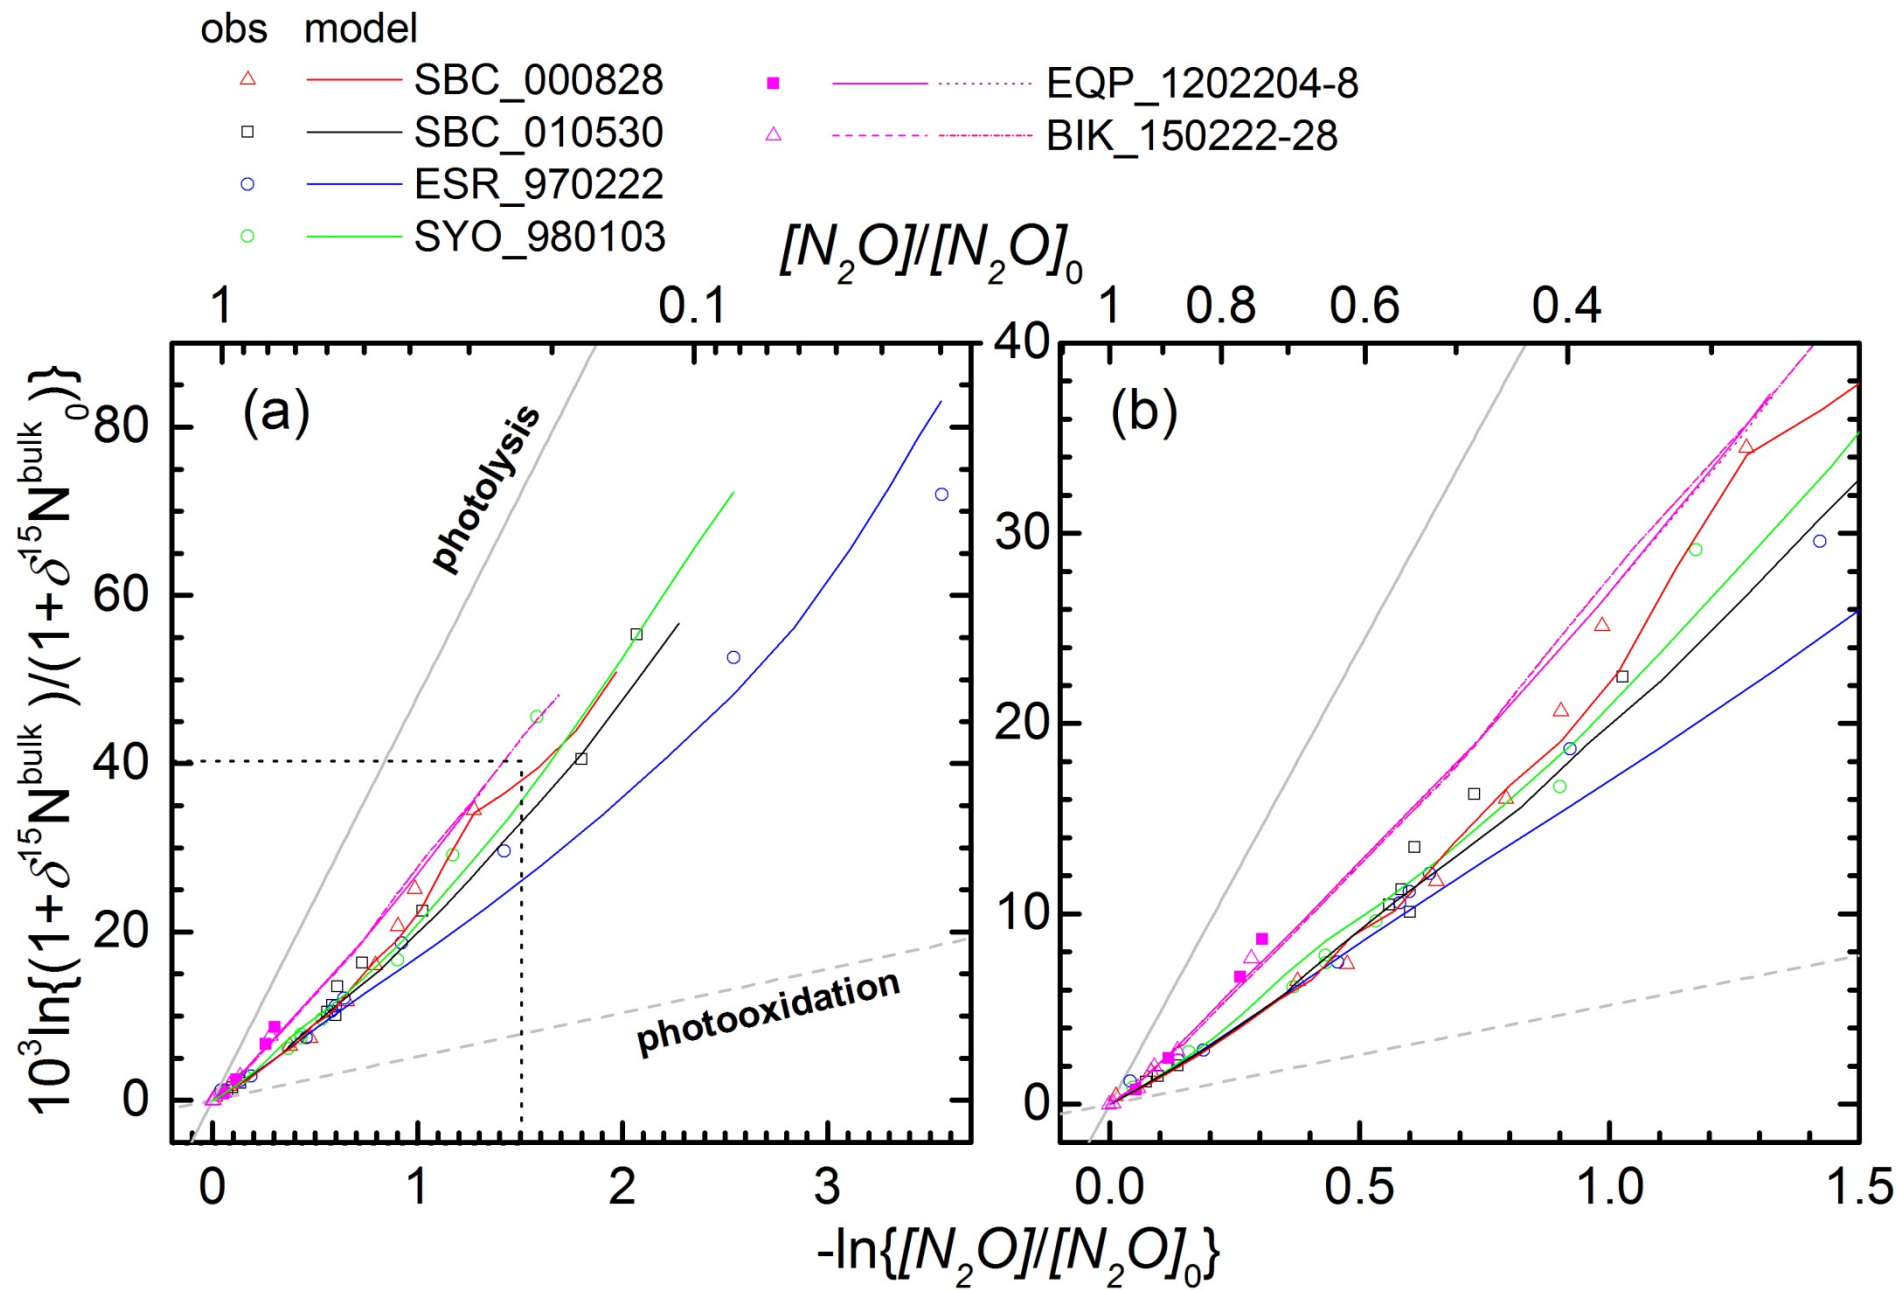 obs model
SBC_000828
SBC_010530
ESR_970222
SYO_980103
EQP_1202204-8
BIK_150222-28
[N₂O]/[N₂O]₀
1 0.1
1 0.8 0.6 0.4
10³ln{(1+δ¹⁵Nᵇᵘˡᵏ)/(1+δ¹⁵Nᵇᵘˡᵏ₀)}
80
60
40
20
0
(a)
photolysis
photooxidation
0 1 2 3
40
30
20
10
0
(b)
0.0 0.5 1.0 1.5
-ln{[N₂O]/[N₂O]₀}